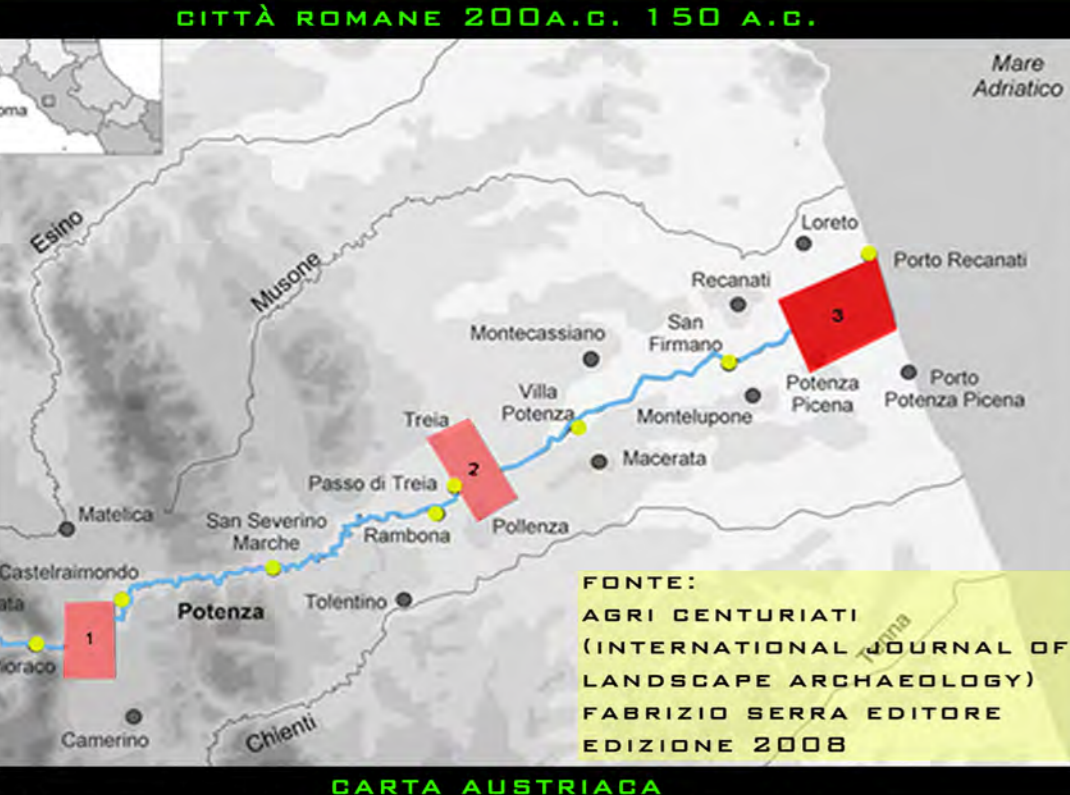 CITTÀ ROMANE 200A.C. 150 A.C.
Mare
Adriatico
oma
Esino
Musone
Loreto
Porto Recanati
Recanati
3
San
Firmano
Montecassiano
Villa
Potenza
Potenza
Picena
Porto
Potenza Picena
Montelupone
Treia
2
Macerata
Passo di Treia
Matelica
San Severino
Marche
Rambona
Pollenza
Castelraimondo
ata
Potenza
Tolentino
1
ioraco
Camerino
Chienti
Tenna
FONTE:
AGRI CENTURIATI
(INTERNATIONAL JOURNAL OF
LANDSCAPE ARCHAEOLOGY)
FABRIZIO SERRA EDITORE
EDIZIONE 2008
CARTA AUSTRIACA